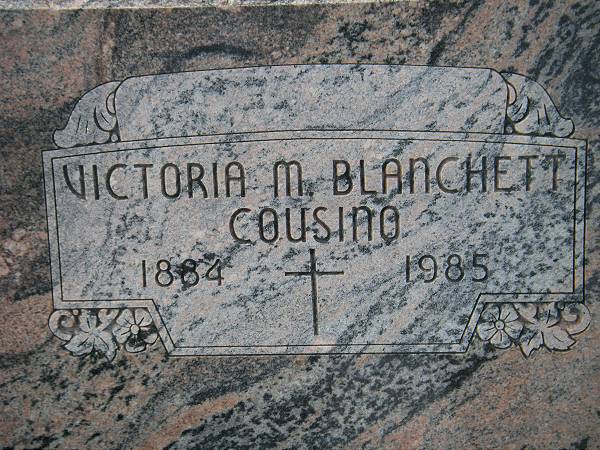 VICTORIA M. BLANCHETT
COUSINO
1884 1985